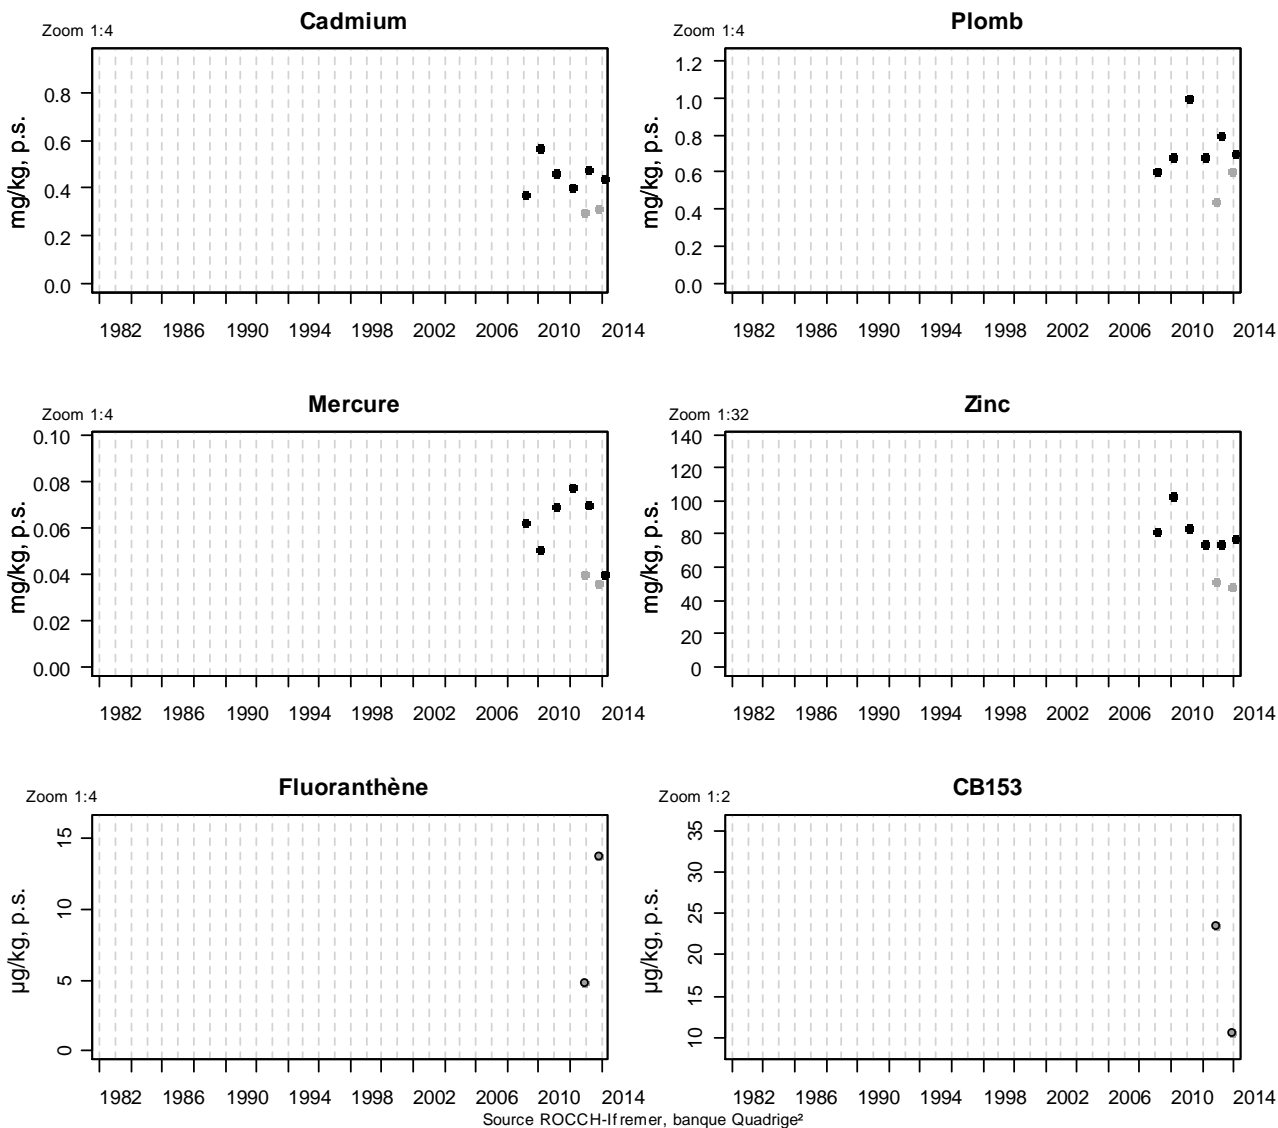 Cadmium
Zoom 1:4
mg/kg, p.s.
0.8
0.6
0.4
0.2
0.0
1982 1986 1990 1994 1998 2002 2006 2010 2014
Plomb
Zoom 1:4
mg/kg, p.s.
1.2
1.0
0.8
0.6
0.4
0.2
0.0
1982 1986 1990 1994 1998 2002 2006 2010 2014
Mercure
Zoom 1:4
mg/kg, p.s.
0.10
0.08
0.06
0.04
0.02
0.00
1982 1986 1990 1994 1998 2002 2006 2010 2014
Zinc
Zoom 1:32
mg/kg, p.s.
140
120
100
80
60
40
20
0
1982 1986 1990 1994 1998 2002 2006 2010 2014
Fluoranthène
Zoom 1:4
µg/kg, p.s.
15
10
5
0
1982 1986 1990 1994 1998 2002 2006 2010 2014
CB153
Zoom 1:2
µg/kg, p.s.
35
30
25
20
15
10
1982 1986 1990 1994 1998 2002 2006 2010 2014
Source ROCCH-Ifremer, banque Quadrige²